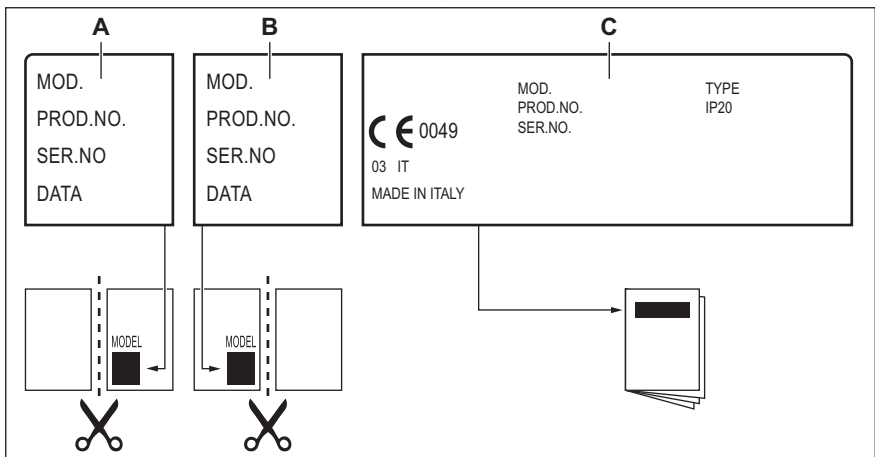 A
B
C
MOD.
PROD.NO.
SER.NO
DATA
MOD.
PROD.NO.
SER.NO
DATA
MOD.
PROD.NO.
SER.NO.
TYPE
IP20
CE 0049
03 IT
MADE IN ITALY
MODEL
MODEL